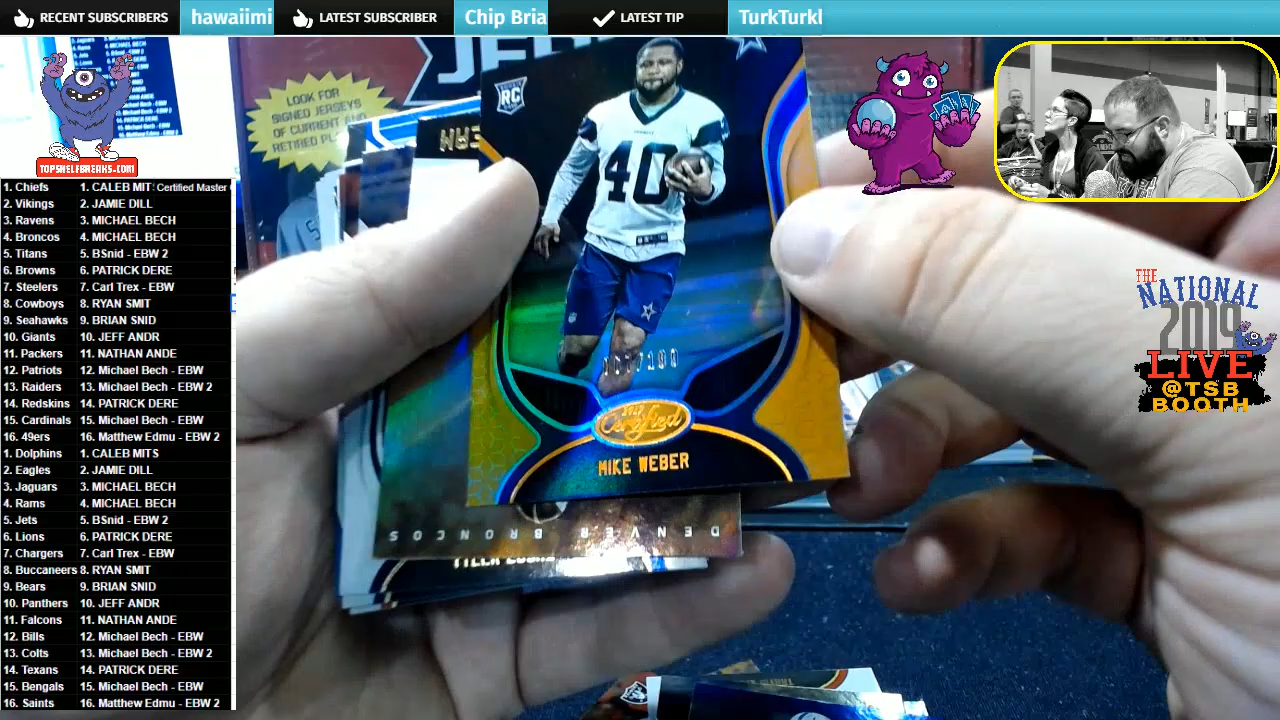 RECENT SUBSCRIBERS
hawaiimi
LATEST SUBSCRIBER
Chip Bria
LATEST TIP
TurkTurkl
TOPSHELFBREAKS.COM
1. Chiefs 1. CALEB MIT: Certified Master
2. Vikings 2. JAMIE DILL
3. Ravens 3. MICHAEL BECH
4. Broncos 4. MICHAEL BECH
5. Titans 5. BSnid - EBW 2
6. Browns 6. PATRICK DERE
7. Steelers 7. Carl Trex - EBW
8. Cowboys 8. RYAN SMIT
9. Seahawks 9. BRIAN SNID
10. Giants 10. JEFF ANDR
11. Packers 11. NATHAN ANDE
12. Patriots 12. Michael Bech - EBW
13. Raiders 13. Michael Bech - EBW 2
14. Redskins 14. PATRICK DERE
15. Cardinals 15. Michael Bech - EBW
16. 49ers 16. Matthew Edmu - EBW 2
1. Dolphins 1. CALEB MITS
2. Eagles 2. JAMIE DILL
3. Jaguars 3. MICHAEL BECH
4. Rams 4. MICHAEL BECH
5. Jets 5. BSnid - EBW 2
6. Lions 6. PATRICK DERE
7. Chargers 7. Carl Trex - EBW
8. Buccaneers 8. RYAN SMIT
9. Bears 9. BRIAN SNID
10. Panthers 10. JEFF ANDR
11. Falcons 11. NATHAN ANDE
12. Bills 12. Michael Bech - EBW
13. Colts 13. Michael Bech - EBW 2
14. Texans 14. PATRICK DERE
15. Bengals 15. Michael Bech - EBW
16. Saints 16. Matthew Edmu - EBW 2
LOOK FOR
SIGNED JERSEYS
OF CURRENT AND
RETIRED
RC
40
Certified
MIKE WEBER
DENVER BRONCOS
THE
NATIONAL
2019
LIVE
@TSB
BOOTH